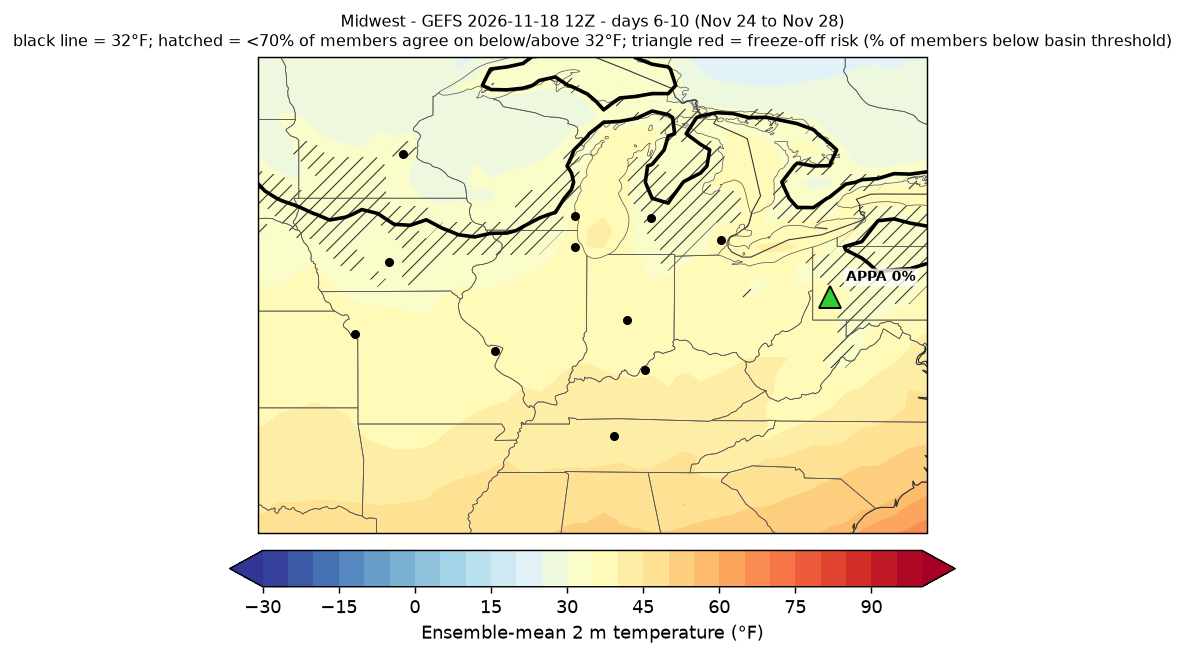 Midwest - GEFS 2026-11-18 12Z - days 6-10 (Nov 24 to Nov 28)
black line = 32°F; hatched = <70% of members agree on below/above 32°F; triangle red = freeze-off risk (% of members below basin threshold)
APPA 0%
−30 −15 0 15 30 45 60 75 90
Ensemble-mean 2 m temperature (°F)